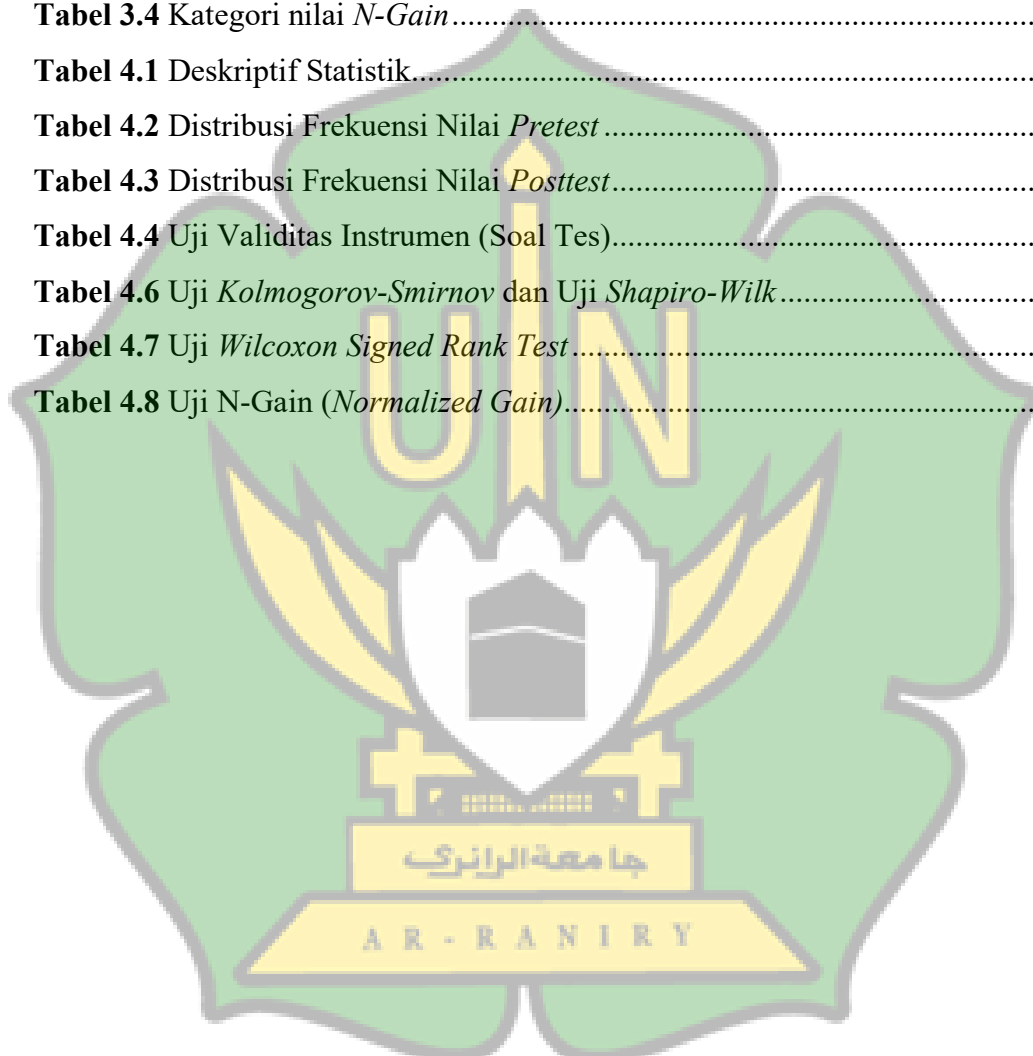 Tabel 3.4 Kategori nilai N-Gain
Tabel 4.1 Deskriptif Statistik
Tabel 4.2 Distribusi Frekuensi Nilai Pretest
Tabel 4.3 Distribusi Frekuensi Nilai Posttest
Tabel 4.4 Uji Validitas Instrumen (Soal Tes)
Tabel 4.6 Uji Kolmogorov-Smirnov dan Uji Shapiro-Wilk
Tabel 4.7 Uji Wilcoxon Signed Rank Test
Tabel 4.8 Uji N-Gain (Normalized Gain)
UIN
جامعة الرانري
AR-RANIRY